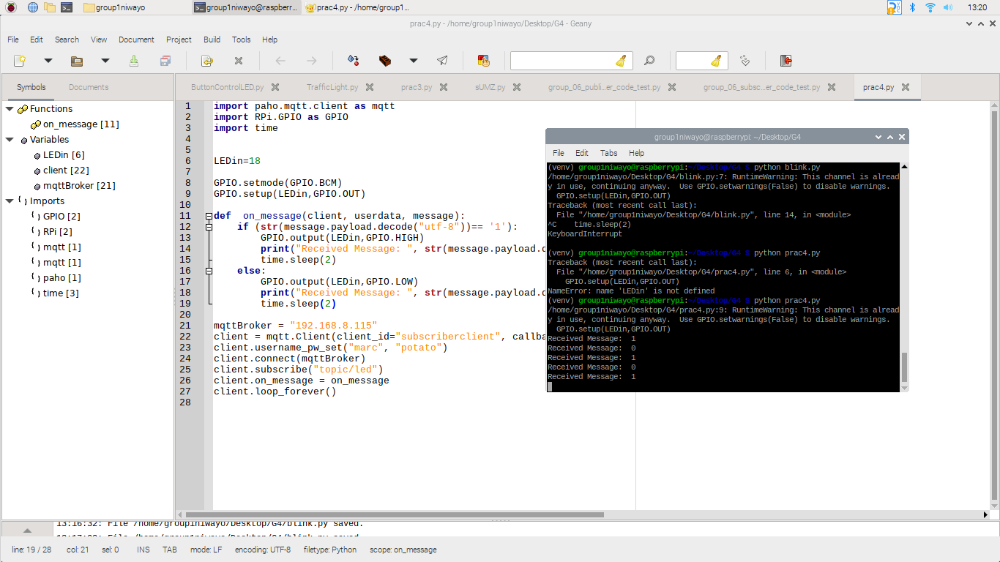 group1niwayo
group1niwayo@raspberr...
prac4.py - /home/group1...
13:20
prac4.py - /home/group1niwayo/Desktop/G4 - Geany
File Edit Search View Document Project Build Tools Help
Symbols Documents
ButtonControlLED.py TrafficLight.py prac3.py sUMZ.py group_06_publi...er_code_test.py group_06_subsc...er_code_test.py prac4.py
Functions
on_message [11]
Variables
LEDin [6]
client [22]
mqttBroker [21]
Imports
GPIO [2]
RPi [2]
mqtt [1]
mqtt [1]
paho [1]
time [3]
1 import paho.mqtt.client as mqtt
2 import RPi.GPIO as GPIO
3 import time
4
5
6 LEDin=18
7
8 GPIO.setmode(GPIO.BCM)
9 GPIO.setup(LEDin,GPIO.OUT)
10
11 def  on_message(client, userdata, message):
12 if (str(message.payload.decode("utf-8"))== '1'):
13 GPIO.output(LEDin,GPIO.HIGH)
14 print("Received Message: ", str(message.payload.d
15 time.sleep(2)
16 else:
17 GPIO.output(LEDin,GPIO.LOW)
18 print("Received Message: ", str(message.payload.d
19 time.sleep(2)
20
21 mqttBroker = "192.168.8.115"
22 client = mqtt.Client(client_id="subscriberclient", callba
23 client.username_pw_set("marc", "potato")
24 client.connect(mqttBroker)
25 client.subscribe("topic/led")
26 client.on_message = on_message
27 client.loop_forever()
28
group1niwayo@raspberrypi: ~/Desktop/G4
File Edit Tabs Help
(venv) group1niwayo@raspberrypi:~/Desktop/G4 $ python blink.py
/home/group1niwayo/Desktop/G4/blink.py:7: RuntimeWarning: This channel is alread
y in use, continuing anyway.  Use GPIO.setwarnings(False) to disable warnings.
GPIO.setup(LEDin,GPIO.OUT)
Traceback (most recent call last):
File "/home/group1niwayo/Desktop/G4/blink.py", line 14, in <module>
^C    time.sleep(2)
KeyboardInterrupt
(venv) group1niwayo@raspberrypi:~/Desktop/G4 $ python prac4.py
Traceback (most recent call last):
File "/home/group1niwayo/Desktop/G4/prac4.py", line 6, in <module>
GPIO.setup(LEDin,GPIO.OUT)
NameError: name 'LEDin' is not defined
(venv) group1niwayo@raspberrypi:~/Desktop/G4 $ python prac4.py
/home/group1niwayo/Desktop/G4/prac4.py:9: RuntimeWarning: This channel is alread
y in use, continuing anyway.  Use GPIO.setwarnings(False) to disable warnings.
GPIO.setup(LEDin,GPIO.OUT)
Received Message:  1
Received Message:  0
Received Message:  1
Received Message:  0
Received Message:  1
13:16:32: File /home/group1niwayo/Desktop/G4/blink.py saved.
line: 19 / 28 col: 21 sel: 0 INS TAB mode: LF encoding: UTF-8 filetype: Python scope: on_message